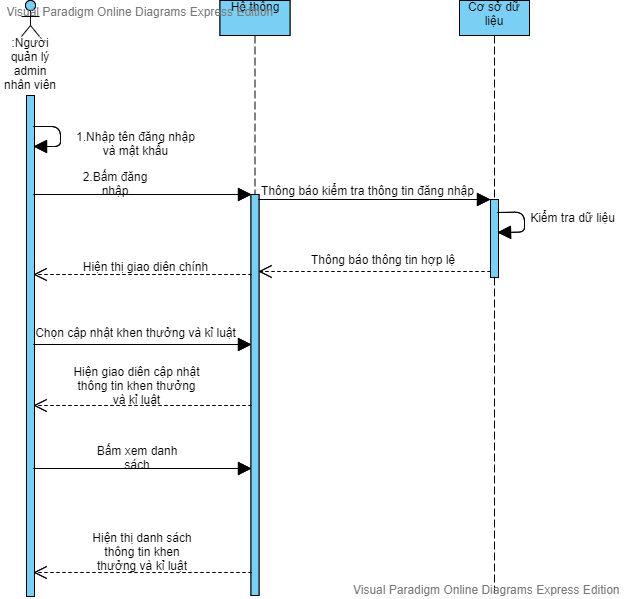 Visual Paradigm Online Diagrams Express Edition
Hệ thống
Cơ sở dữ
liệu
:Người
quản lý
admin
nhân viên
1.Nhập tên đăng nhập
và mật khẩu
2.Bấm đăng
nhập
Thông báo kiểm tra thông tin đăng nhập
Kiểm tra dữ liệu
Thông báo thông tin hợp lệ
Hiện thị giao diên chính
Chọn cập nhật khen thưởng và kỉ luật
Hiện giao diên cập nhật
thông tin khen thưởng
và kỉ luật
Bấm xem danh
sách
Hiện thị danh sách
thông tin khen
thưởng và kỉ luật
Visual Paradigm Online Diagrams Express Edition